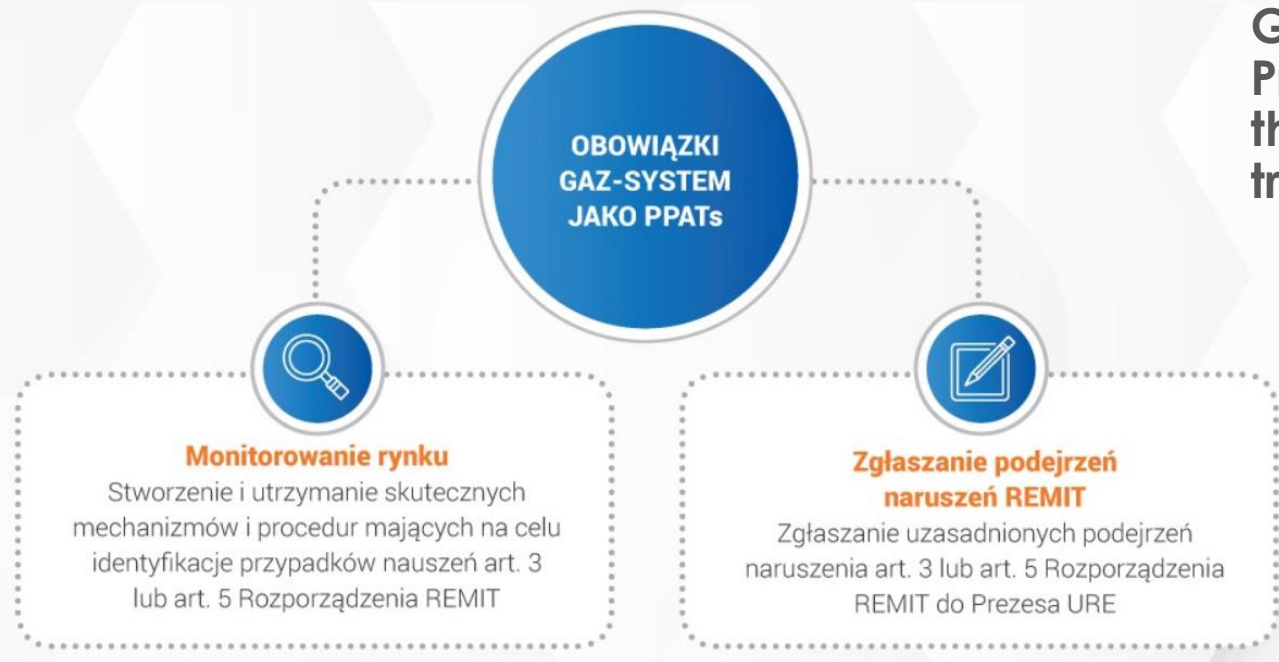 OBOWIĄZKI
GAZ-SYSTEM
JAKO PPATs
Monitorowanie rynku
Stworzenie i utrzymanie skutecznych
mechanizmów i procedur mających na celu
identyfikacje przypadków nauszeń art. 3
lub art. 5 Rozporządzenia REMIT
Zgłaszanie podejrzeń
naruszeń REMIT
Zgłaszanie uzasadnionych podejrzeń
naruszenia art. 3 lub art. 5 Rozporządzenia
REMIT do Prezesa URE